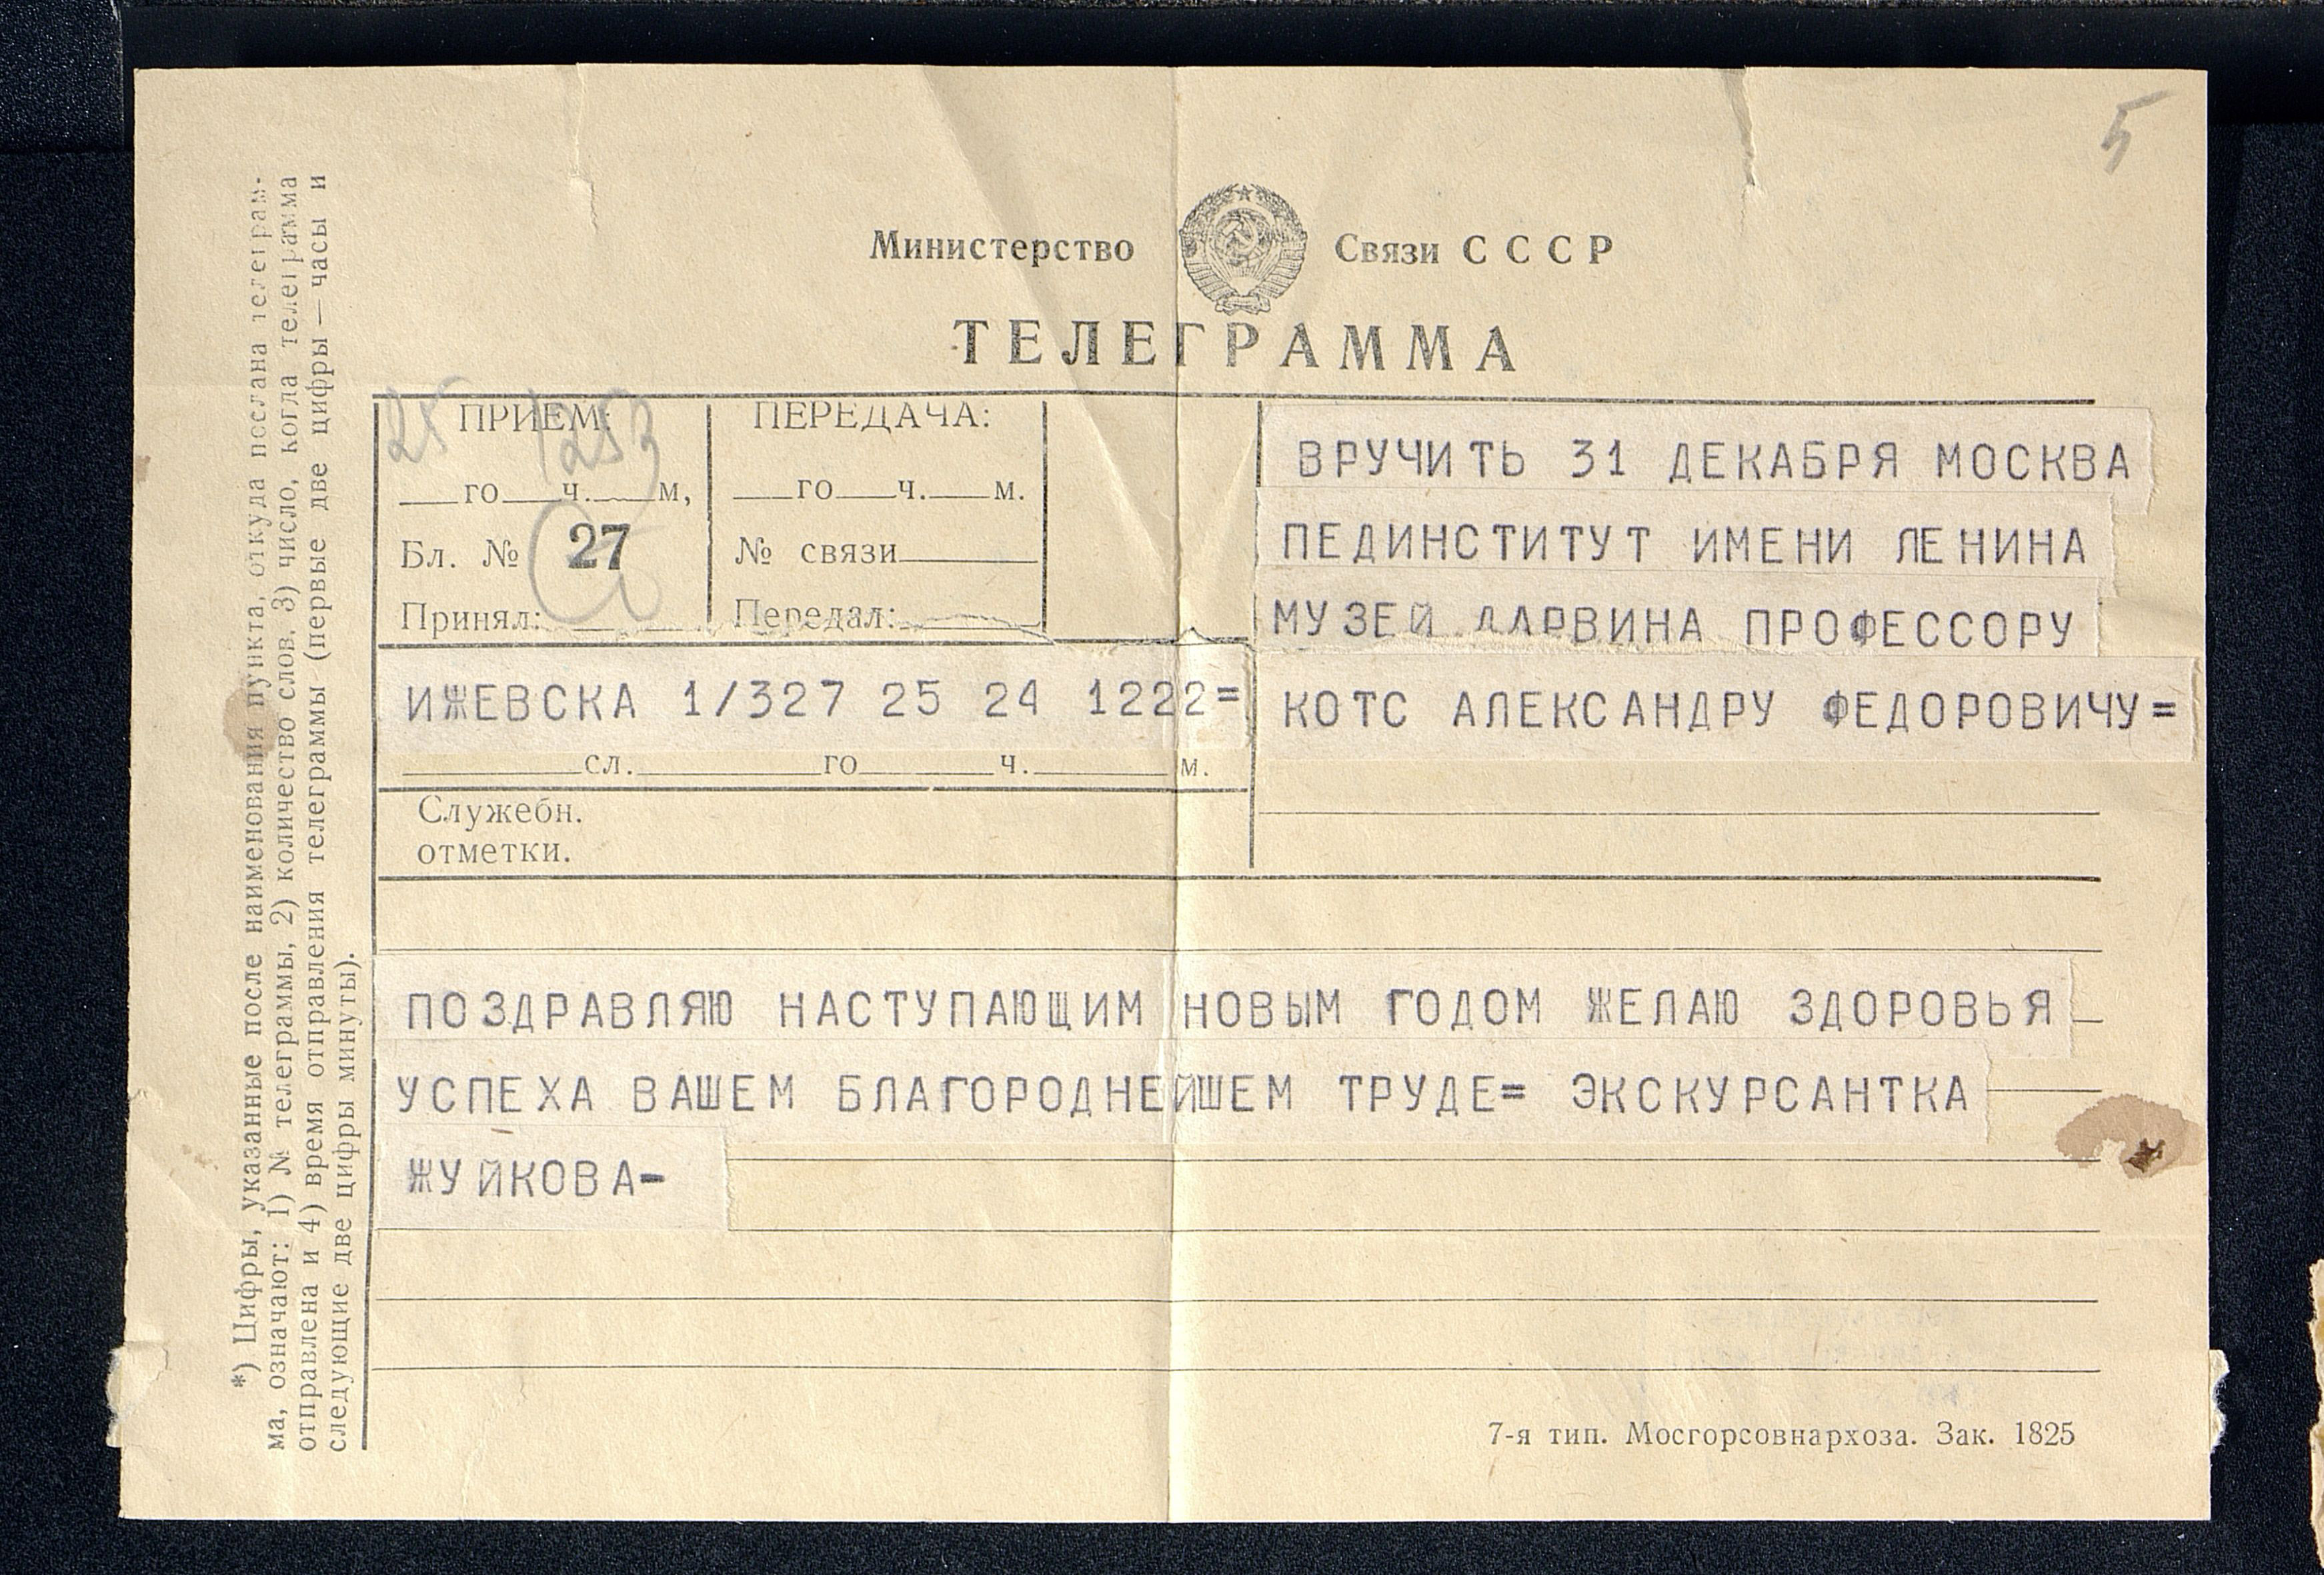 5
Министерство Связи СССР
ТЕЛЕГРАММА
ПРИЕМ:
25 1253
го ч. м,
Бл. № 27
Принял:
ПЕРЕДАЧА:
го ч. м.
№ связи
Передал:
ВРУЧИТЬ 31 ДЕКАБРЯ МОСКВА
ПЕДИНСТИТУТ ИМЕНИ ЛЕНИНА
МУЗЕЙ ДАРВИНА ПРОФЕССОРУ
КОТС АЛЕКСАНДРУ ФЕДОРОВИЧУ=
ИЖЕВСКА 1/327 25 24 1222=
сл. го ч. м.
Служебн.
отметки.
ПОЗДРАВЛЯЮ НАСТУПАЮЩИМ НОВЫМ ГОДОМ ЖЕЛАЮ ЗДОРОВЬЯ
УСПЕХА ВАШЕМ БЛАГОРОДНЕЙШЕМ ТРУДЕ= ЭКСКУРСАНТКА
ЖУЙКОВА-
7-я тип. Мосгорсовнархоза. Зак. 1825
*) Цифры, указанные после наименования пункта, откуда послана телеграм-
ма, означают: 1) № телеграммы, 2) количество слов, 3) число, когда телеграмма
отправлена и 4) время отправления телеграммы (первые две цифры — часы и
следующие две цифры минуты).